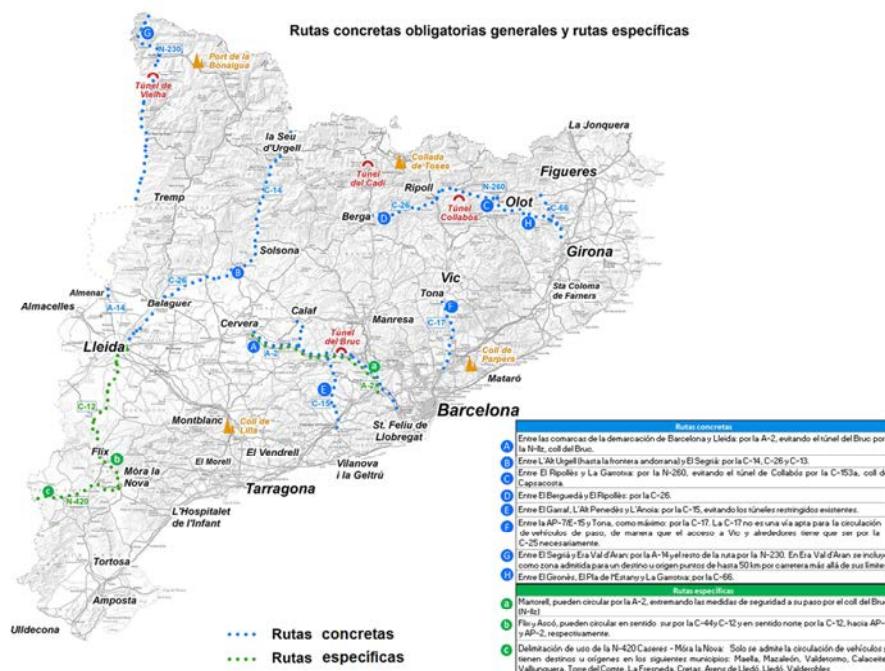 Rutas concretas obligatorias generales y rutas específicas
G
N-230
Port de la
Bonaigua
Túnel de
Vielha
la Seu
d'Urgell
La Jonquera
Túnel
del Cadí
Collada
de Toses
Figueres
C-14
Ripoll
N-260
Tremp
Berga
D
C-26
Túnel
Collabós
C
Olot
C-66
H
Girona
Solsona
B
Vic
Sta Coloma
de Farners
Almenar
C-26
Tona
F
Almacelles
A-14
Balaguer
Calaf
Cervera
Manresa
C-17
Lleida
A
A-2
Túnel
del Bruc
a
Coll de
Parpers
A-2
Mataró
C-12
E
C-15
Barcelona
Montblanc
Coll de
Lilla
St. Feliu de
Llobregat
Flix
b
El Vendrell
Vilanova
i la Geltrú
Móra la
Nova
El Morell
c
N-420
Tarragona
L'Hospitalet
de l'Infant
Tortosa
Amposta
Ulldecona
Rutas concretas
Rutas específicas
Rutas concretas
A Entre las comarcas de la demarcación de Barcelona y Lleida: por la A-2, evitando el túnel del Bruc por
la N-IIz, coll del Bruc.
B Entre L'Alt Urgell (hasta la frontera andorrana) y El Segrià: por la C-14, C-26 y C-13.
C Entre El Ripollès y La Garrotxa: por la N-260, evitando el túnel de Collabós por la C-153a, coll de
Capsacosta.
D Entre El Berguedà y El Ripollès: por la C-26.
E Entre El Garraf, L'Alt Penedès y L'Anoia: por la C-15, evitando los túneles restringidos existentes.
F Entre la AP-7/E-15 y Tona, como máximo: por la C-17. La C-17 no es una vía apta para la circulación
de vehículos de paso, de manera que el acceso a Vic y alrededores tiene que ser por la
C-25 necesariamente.
G Entre El Segrià y Era Val d'Aran: por la A-14 y el resto de la ruta por la N-230. En Era Val d'Aran se incluye
como zona admitida para un destino u origen puntos de hasta 50 km por carretera más allá de sus límites
H Entre El Gironès, El Pla de l'Estany y La Garrotxa: por la C-66.
Rutas específicas
a Martorell, pueden circular por la A-2, extremando las medidas de seguridad a su paso por el coll del Bruc
(N-IIz)
b Flix y Ascó, pueden circular en sentido sur por la C-44 y C-12 y en sentido norte por la C-12, hacia AP-7
y AP-2, respectivamente.
c Delimitación de uso de la N-420 Caseres - Móra la Nova: Solo se admite la circulación de vehículos
tienen destinos u orígenes en los siguientes municipios: Maella, Mazaleón, Valdetormo, Calaceite,
Valljunquera, Torre del Comte, La Fresneda, Cretas, Arens de Lledó, Lledó, Valderrobles